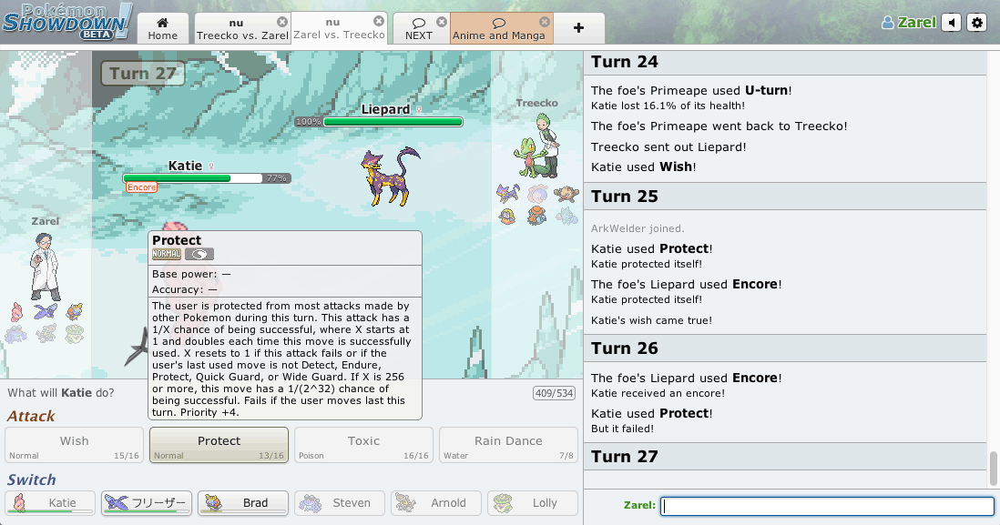 Pokémon
SHOWDOWN!
BETA
Home
nu
Treecko vs. Zarel
nu
Zarel vs. Treecko
NEXT
Anime and Manga
+
Zarel
Turn 27
Liepard ♀
100%
Katie ♀
77%
Encore
Treecko
Zarel
Protect
NORMAL
Base power: —
Accuracy: —
The user is protected from most attacks made by
other Pokemon during this turn. This attack has a
1/X chance of being successful, where X starts at
1 and doubles each time this move is successfully
used. X resets to 1 if this attack fails or if the
user's last used move is not Detect, Endure,
Protect, Quick Guard, or Wide Guard. If X is 256
or more, this move has a 1/(2^32) chance of
being successful. Fails if the user moves last this
turn. Priority +4.
What will Katie do?
409/534
Attack
Wish
Normal 15/16
Protect
Normal 13/16
Toxic
Poison 16/16
Rain Dance
Water 7/8
Switch
Katie
フリーザー
Brad
Steven
Arnold
Lolly
Turn 24
The foe's Primeape used U-turn!
Katie lost 16.1% of its health!
The foe's Primeape went back to Treecko!
Treecko sent out Liepard!
Katie used Wish!
Turn 25
ArkWelder joined.
Katie used Protect!
Katie protected itself!
The foe's Liepard used Encore!
Katie protected itself!
Katie's wish came true!
Turn 26
The foe's Liepard used Encore!
Katie received an encore!
Katie used Protect!
But it failed!
Turn 27
Zarel: